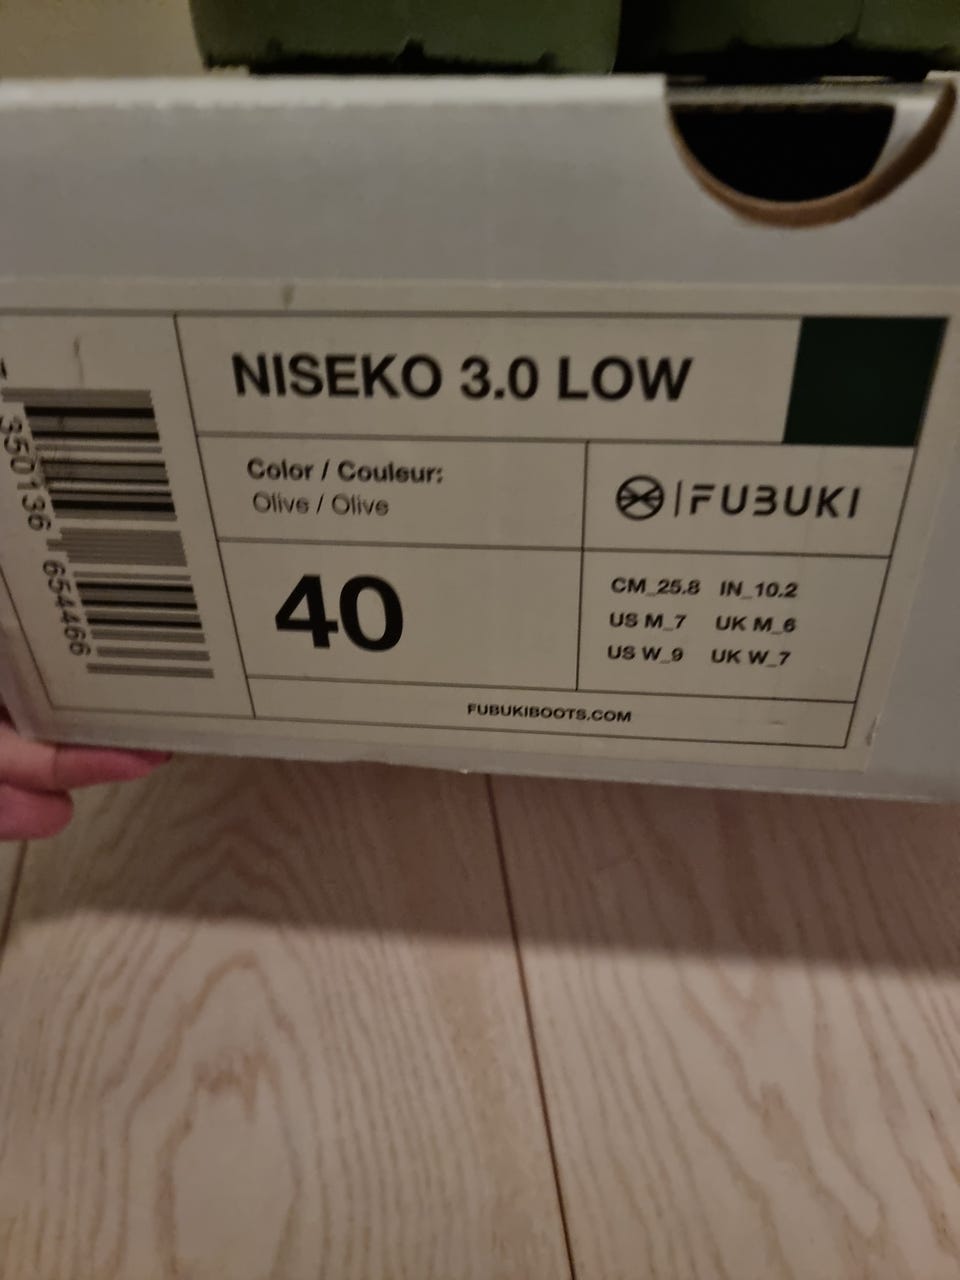 NISEKO 3.0 LOW
Color / Couleur:
Olive / Olive
FUBUKI
40
CM_25.8 IN_10.2
US M_7 UK M_6
US W_9 UK W_7
FUBUKIBOOTS.COM
350136 654466